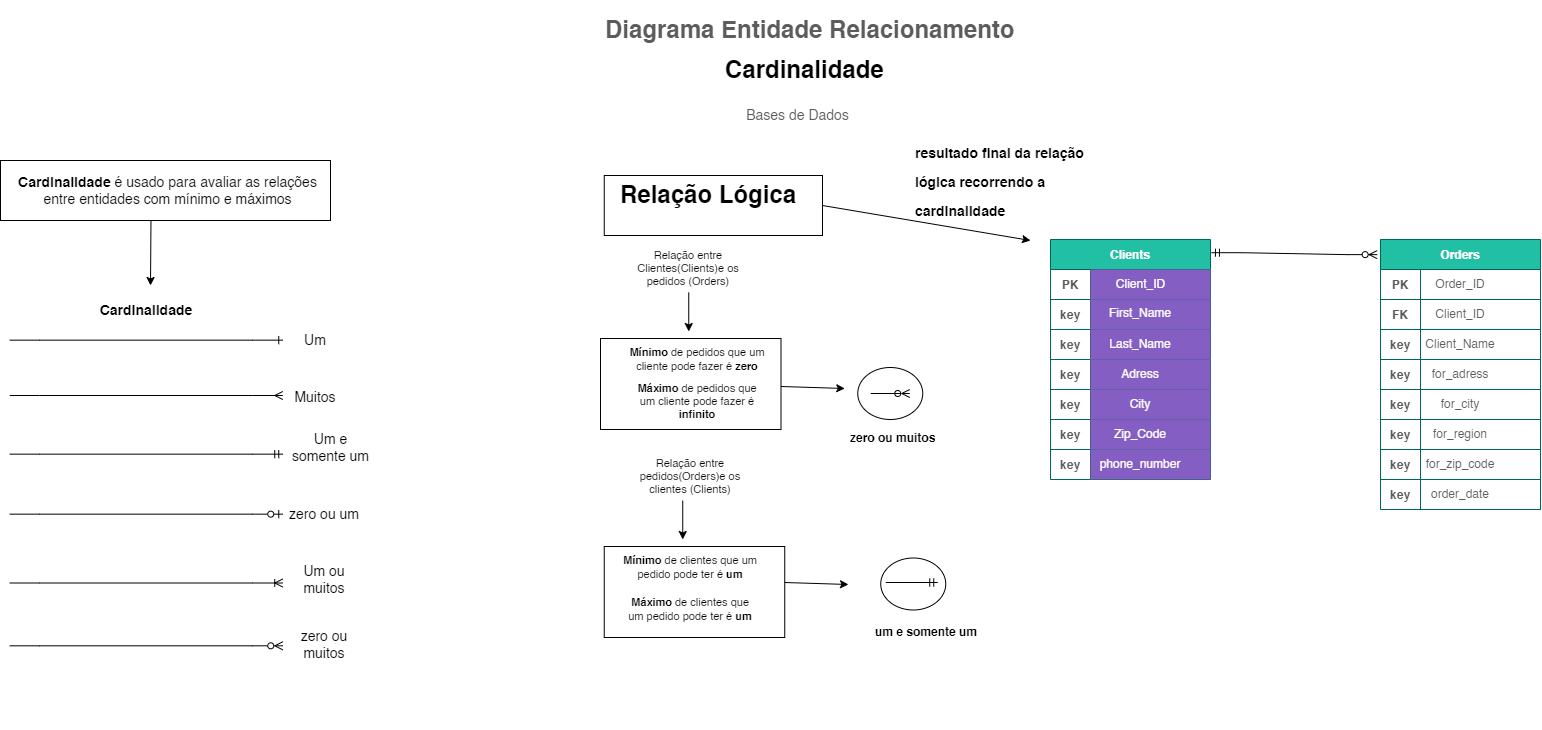 Diagrama Entidade Relacionamento
Cardinalidade
Bases de Dados
Cardinalidade é usado para avaliar as relações
entre entidades com mínimo e máximos
Cardinalidade
Um
Muitos
Um e
somente um
zero ou um
Um ou
muitos
zero ou
muitos
Relação Lógica
Relação entre
Clientes(Clients)e os
pedidos (Orders)
Mínimo de pedidos que um
cliente pode fazer é zero
Máximo de pedidos que
um cliente pode fazer é
infinito
zero ou muitos
Relação entre
pedidos(Orders)e os
clientes (Clients)
Mínimo de clientes que um
pedido pode ter é um
Máximo de clientes que
um pedido pode ter é um
um e somente um
resultado final da relação
lógica recorrendo a
cardinalidade
Clients
PK Client_ID
key First_Name
key Last_Name
key Adress
key City
key Zip_Code
key phone_number
Orders
PK Order_ID
FK Client_ID
key Client_Name
key for_adress
key for_city
key for_region
key for_zip_code
key order_date